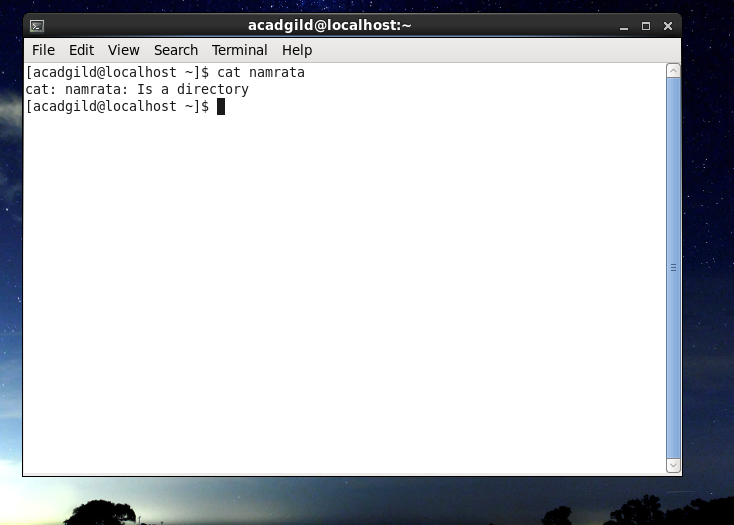 acadgild@localhost:~
File Edit View Search Terminal Help
[acadgild@localhost ~]$ cat namrata
cat: namrata: Is a directory
[acadgild@localhost ~]$